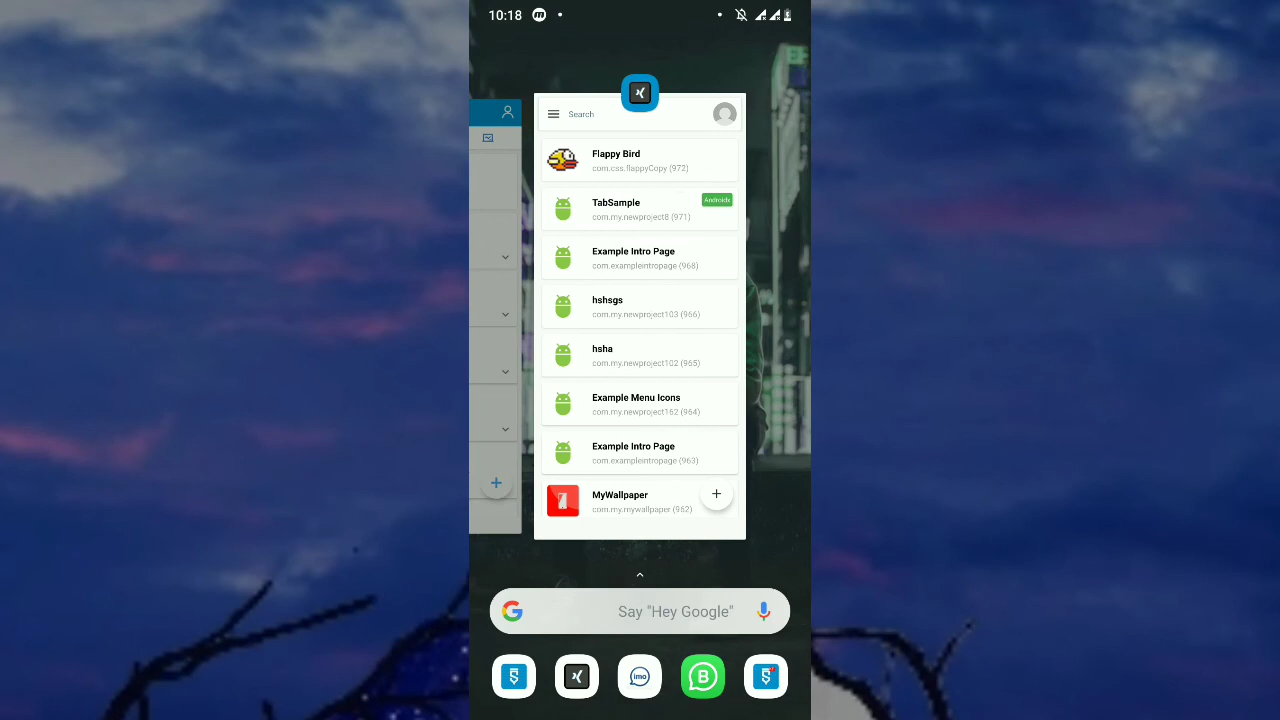 10:18
Search
Flappy Bird
com.css.flappyCopy (972)
TabSample
Androidx
com.my.newproject8 (971)
Example Intro Page
com.exampleintropage (968)
hshsgs
com.my.newproject103 (966)
hsha
com.my.newproject102 (965)
Example Menu Icons
com.my.newproject162 (964)
Example Intro Page
com.exampleintropage (963)
MyWallpaper
com.my.mywallpaper (962)
Say "Hey Google"
imo